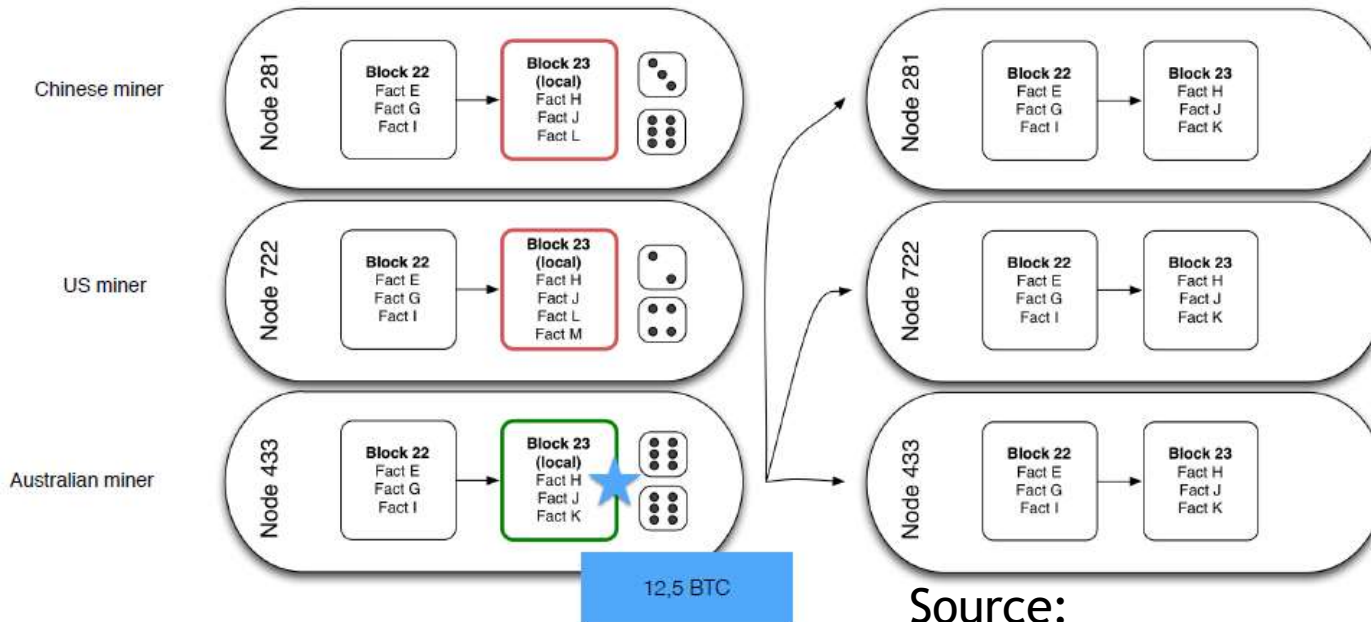 Chinese miner
Node 281
Block 22
Fact E
Fact G
Fact I
Block 23
(local)
Fact H
Fact J
Fact L
Node 281
Block 22
Fact E
Fact G
Fact I
Block 23
Fact H
Fact J
Fact K
US miner
Node 722
Block 22
Fact E
Fact G
Fact I
Block 23
(local)
Fact H
Fact J
Fact L
Fact M
Node 722
Block 22
Fact E
Fact G
Fact I
Block 23
Fact H
Fact J
Fact K
Australian miner
Node 433
Block 22
Fact E
Fact G
Fact I
Block 23
(local)
Fact H
Fact J
Fact K
Node 433
Block 22
Fact E
Fact G
Fact I
Block 23
Fact H
Fact J
Fact K
12,5 BTC
Source: